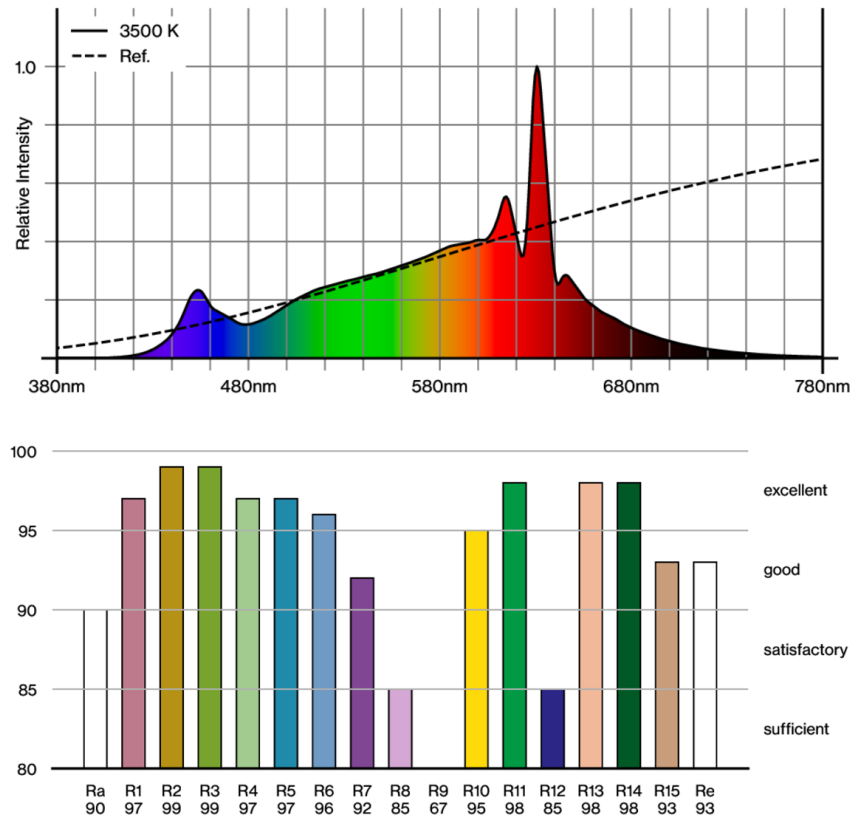 3500 K
Ref.
1.0
Relative Intensity
380nm 480nm 580nm 680nm 780nm
100
excellent
95
good
90
satisfactory
85
sufficient
80
Ra R1 R2 R3 R4 R5 R6 R7 R8 R9 R10 R11 R12 R13 R14 R15 Re
90 97 99 99 97 97 96 92 85 67 95 98 85 98 98 93 93